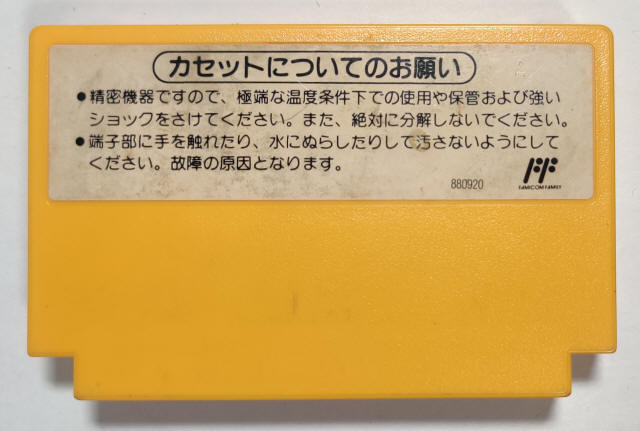 カセットについてのお願い
●精密機器ですので、極端な温度条件下での使用や保管および強い
ショックをさけてください。また、絶対に分解しないでください。
●端子部に手を触れたり、水にぬらしたりして汚さないようにして
ください。故障の原因となります。
880920
FAMICOM FAMILY